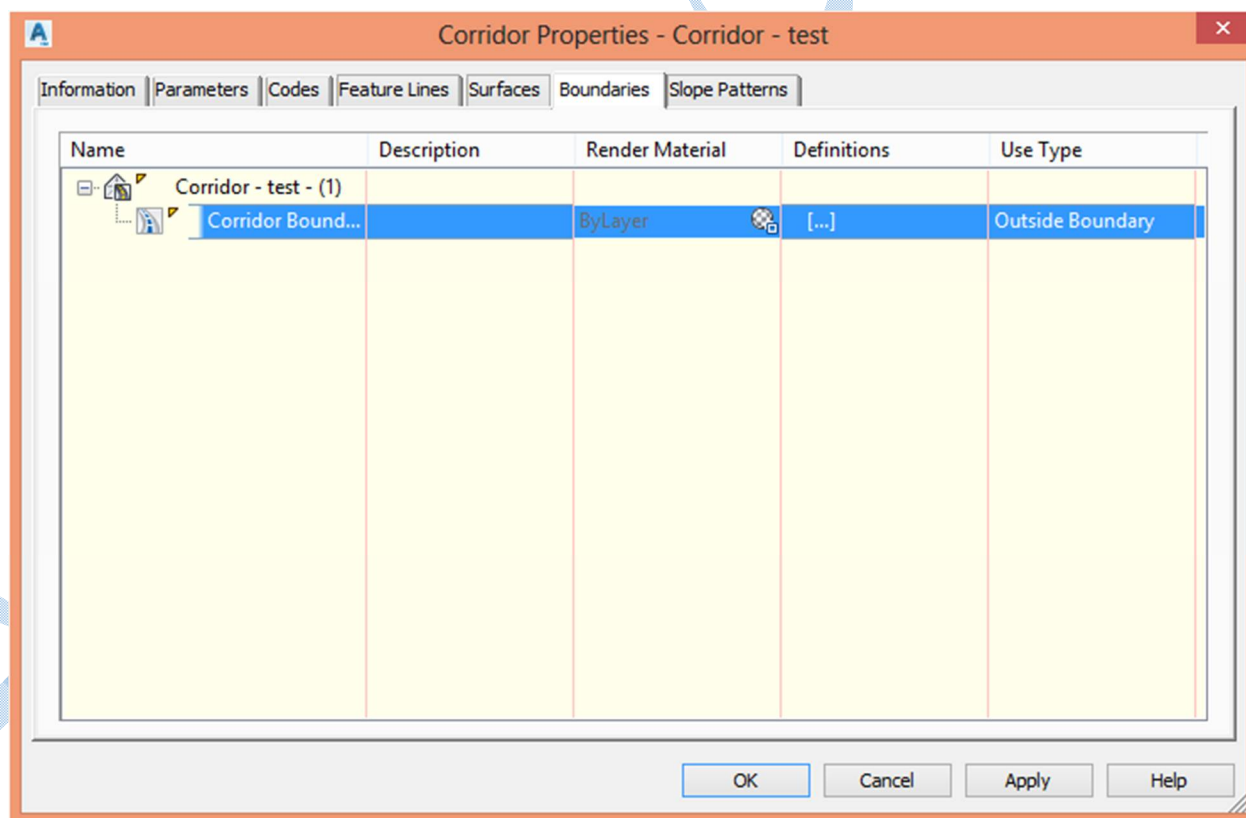 Corridor Properties - Corridor - test
Information Parameters Codes Feature Lines Surfaces Boundaries Slope Patterns
Name Description Render Material Definitions Use Type
Corridor - test - (1)
Corridor Bound... ByLayer [...] Outside Boundary
OK Cancel Apply Help